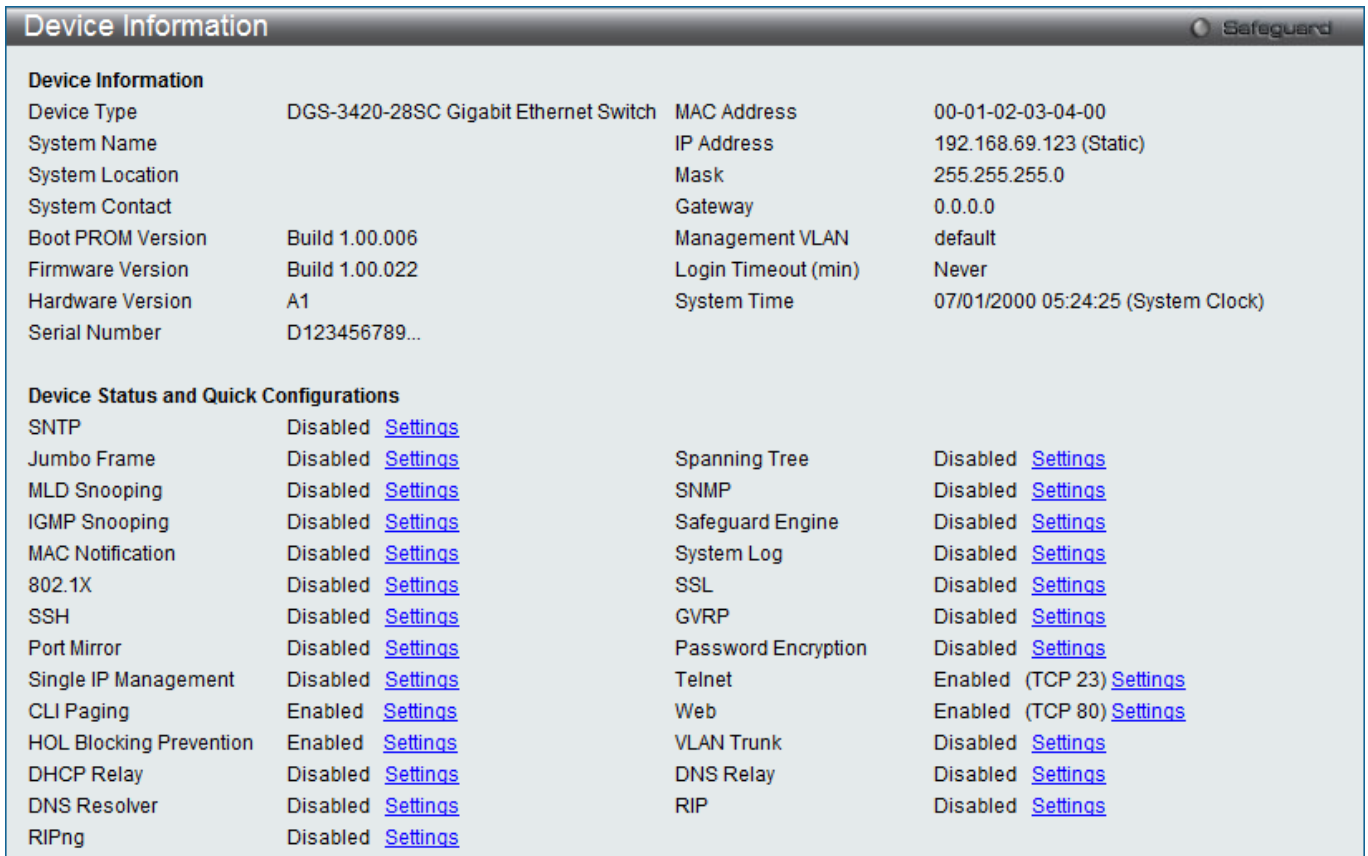 Device Information Safeguard
Device Information
Device Type DGS-3420-28SC Gigabit Ethernet Switch MAC Address 00-01-02-03-04-00
System Name IP Address 192.168.69.123 (Static)
System Location Mask 255.255.255.0
System Contact Gateway 0.0.0.0
Boot PROM Version Build 1.00.006 Management VLAN default
Firmware Version Build 1.00.022 Login Timeout (min) Never
Hardware Version A1 System Time 07/01/2000 05:24:25 (System Clock)
Serial Number D123456789...
Device Status and Quick Configurations
SNTP Disabled Settings
Jumbo Frame Disabled Settings Spanning Tree Disabled Settings
MLD Snooping Disabled Settings SNMP Disabled Settings
IGMP Snooping Disabled Settings Safeguard Engine Disabled Settings
MAC Notification Disabled Settings System Log Disabled Settings
802.1X Disabled Settings SSL Disabled Settings
SSH Disabled Settings GVRP Disabled Settings
Port Mirror Disabled Settings Password Encryption Disabled Settings
Single IP Management Disabled Settings Telnet Enabled (TCP 23) Settings
CLI Paging Enabled Settings Web Enabled (TCP 80) Settings
HOL Blocking Prevention Enabled Settings VLAN Trunk Disabled Settings
DHCP Relay Disabled Settings DNS Relay Disabled Settings
DNS Resolver Disabled Settings RIP Disabled Settings
RIPng Disabled Settings